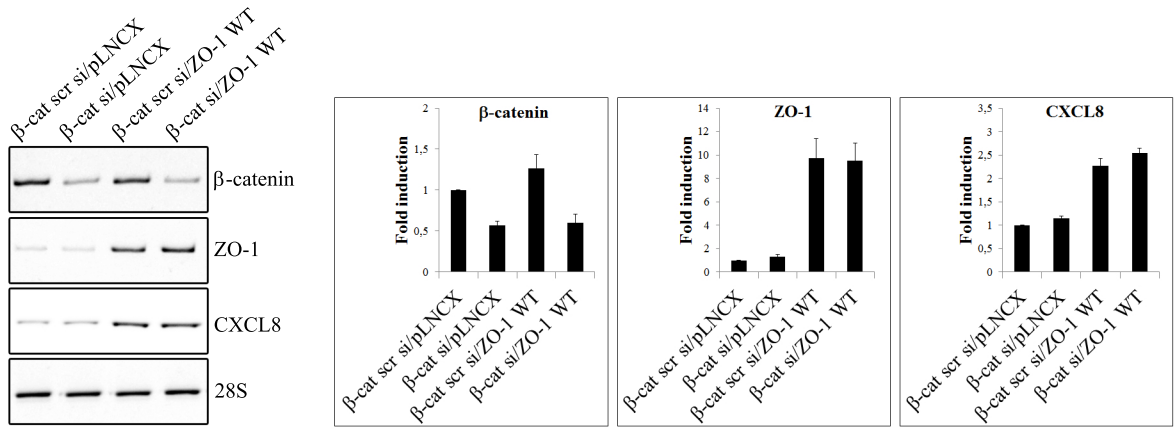 β-cat scr si/pLNCX
β-cat si/pLNCX
β-cat scr si/ZO-1 WT
β-cat si/ZO-1 WT
β-catenin
ZO-1
CXCL8
28S
β-catenin
Fold induction
2
1,5
1
0,5
0
β-cat scr si/pLNCX
β-cat si/pLNCX
β-cat scr si/ZO-1 WT
β-cat si/ZO-1 WT
ZO-1
Fold induction
14
12
10
8
6
4
2
0
β-cat scr si/pLNCX
β-cat si/pLNCX
β-cat scr si/ZO-1 WT
β-cat si/ZO-1 WT
CXCL8
Fold induction
3,5
3
2,5
2
1,5
1
0,5
0
β-cat scr si/pLNCX
β-cat si/pLNCX
β-cat scr si/ZO-1 WT
β-cat si/ZO-1 WT